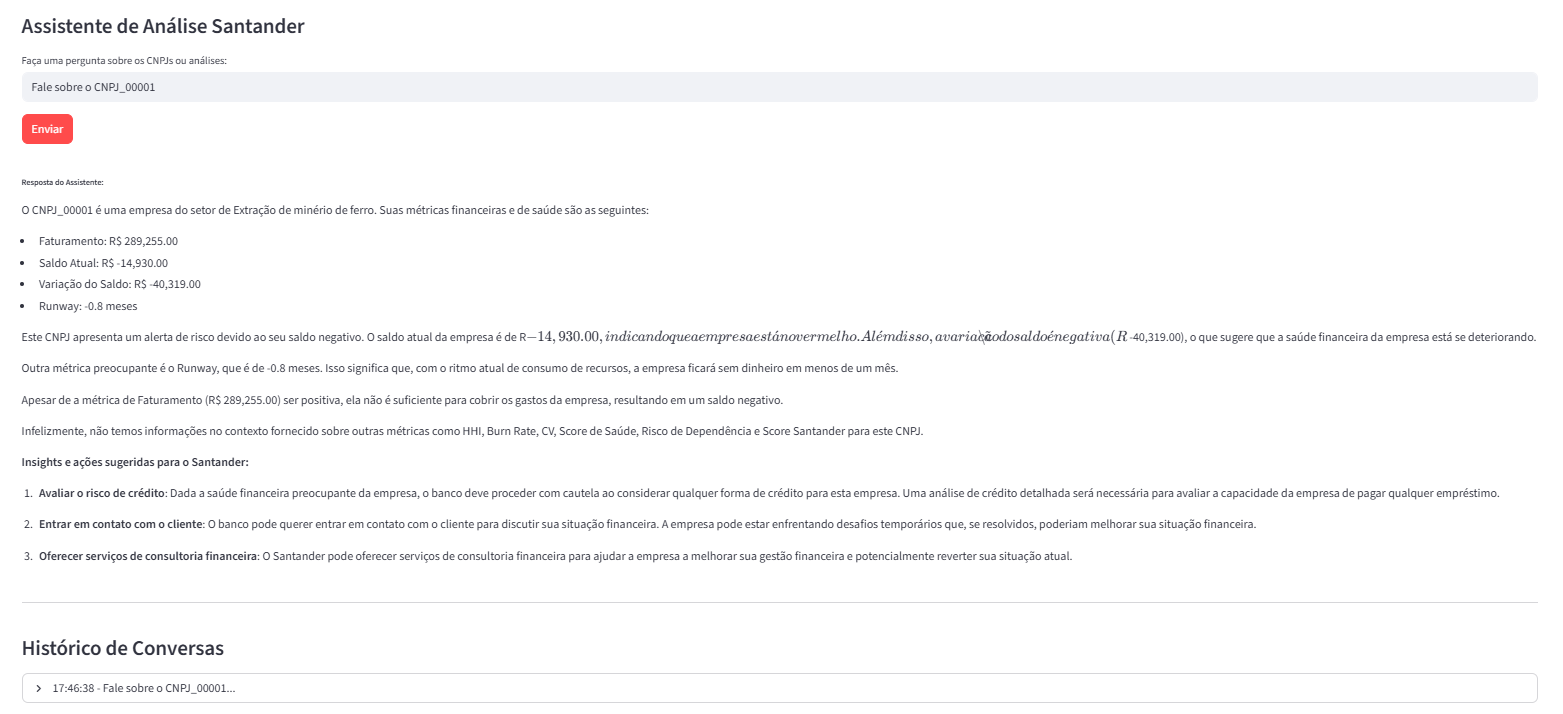 Assistente de Análise Santander
Faça uma pergunta sobre os CNPJs ou análises:
Fale sobre o CNPJ_00001
Enviar
Resposta do Assistente:
O CNPJ_00001 é uma empresa do setor de Extração de minério de ferro. Suas métricas financeiras e de saúde são as seguintes:
• Faturamento: R$ 289,255.00
• Saldo Atual: R$ -14,930.00
• Variação do Saldo: R$ -40,319.00
• Runway: -0.8 meses
Este CNPJ apresenta um alerta de risco devido ao seu saldo negativo. O saldo atual da empresa é de R−14,930.00,indicandoqueaempresaestánovermelho.Alémdisso,avariaçãodosaldoénegativa(R -40,319.00), o que sugere que a saúde financeira da empresa está se deteriorando.
Outra métrica preocupante é o Runway, que é de -0.8 meses. Isso significa que, com o ritmo atual de consumo de recursos, a empresa ficará sem dinheiro em menos de um mês.
Apesar de a métrica de Faturamento (R$ 289,255.00) ser positiva, ela não é suficiente para cobrir os gastos da empresa, resultando em um saldo negativo.
Infelizmente, não temos informações no contexto fornecido sobre outras métricas como HHI, Burn Rate, CV, Score de Saúde, Risco de Dependência e Score Santander para este CNPJ.
Insights e ações sugeridas para o Santander:
1. Avaliar o risco de crédito: Dada a saúde financeira preocupante da empresa, o banco deve proceder com cautela ao considerar qualquer forma de crédito para esta empresa. Uma análise de crédito detalhada será necessária para avaliar a capacidade da empresa de pagar qualquer empréstimo.
2. Entrar em contato com o cliente: O banco pode querer entrar em contato com o cliente para discutir sua situação financeira. A empresa pode estar enfrentando desafios temporários que, se resolvidos, poderiam melhorar sua situação financeira.
3. Oferecer serviços de consultoria financeira: O Santander pode oferecer serviços de consultoria financeira para ajudar a empresa a melhorar sua gestão financeira e potencialmente reverter sua situação atual.
Histórico de Conversas
17:46:38 - Fale sobre o CNPJ_00001...